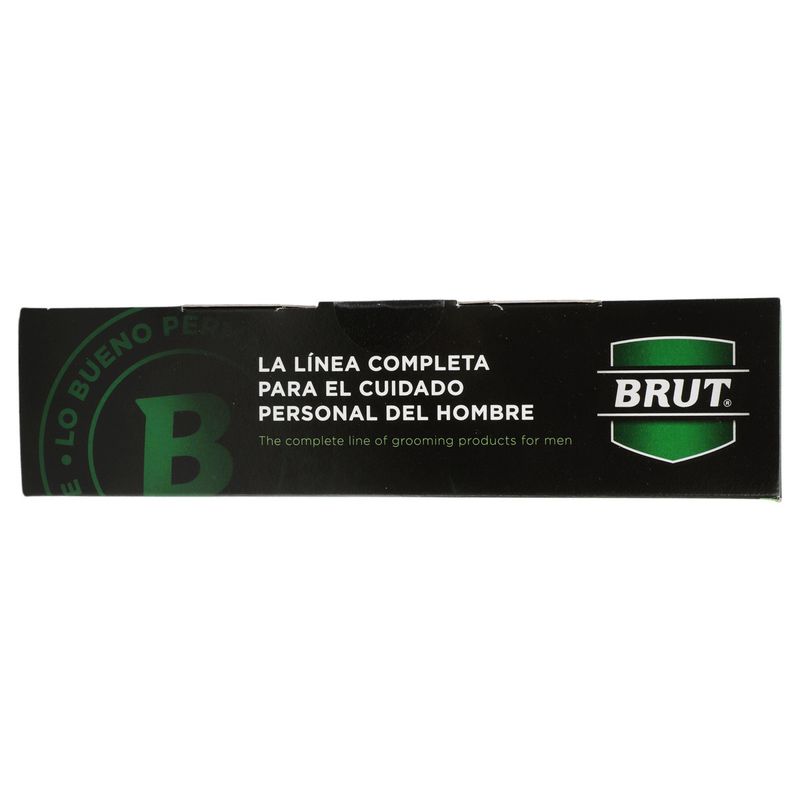 • LO BUENO
B
LA LÍNEA COMPLETA
PARA EL CUIDADO
PERSONAL DEL HOMBRE
The complete line of grooming products for men
BRUT®